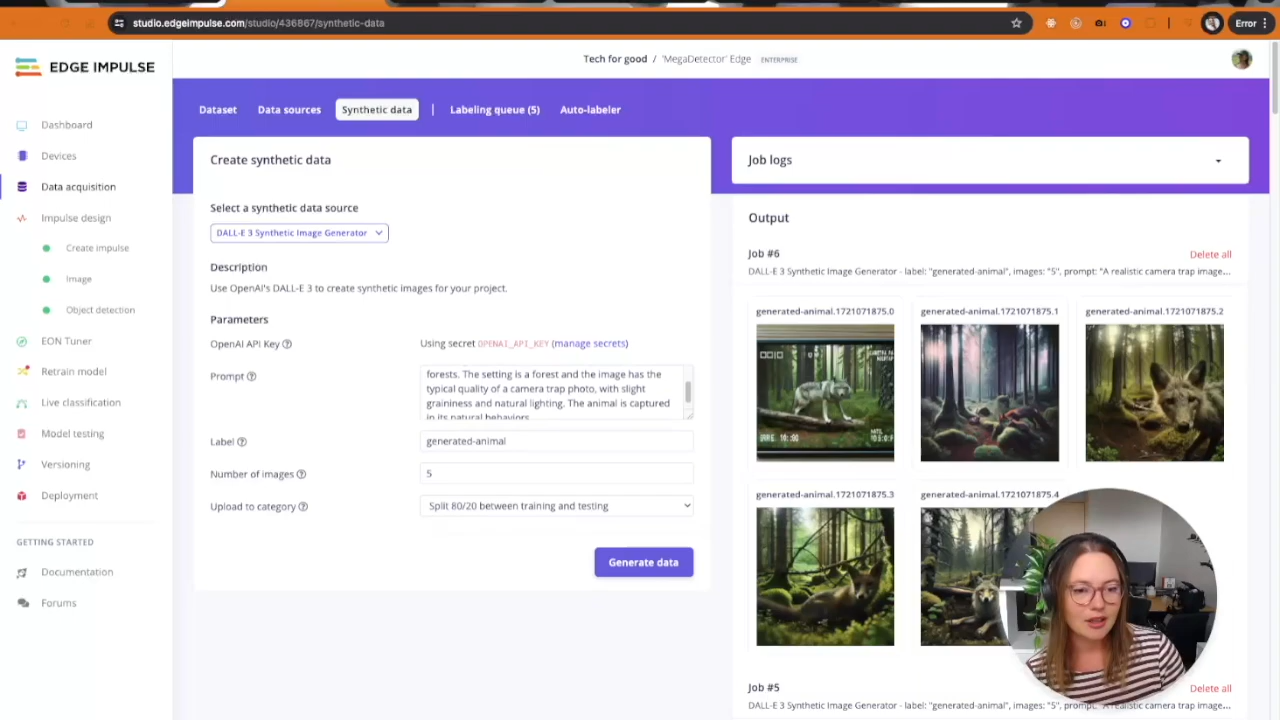 studio.edgeimpulse.com/studio/436867/synthetic-data
Error
EDGE IMPULSE
Tech for good / 'MegaDetector' Edge ENTERPRISE
Dashboard
Devices
Data acquisition
Impulse design
Create impulse
Image
Object detection
EON Tuner
Retrain model
Live classification
Model testing
Versioning
Deployment
GETTING STARTED
Documentation
Forums
Dataset
Data sources
Synthetic data
Labeling queue (5)
Auto-labeler
Create synthetic data
Select a synthetic data source
DALL-E 3 Synthetic Image Generator
Description
Use OpenAI's DALL-E 3 to create synthetic images for your project.
Parameters
OpenAI API Key
Using secret OPENAI_API_KEY (manage secrets)
Prompt
forests. The setting is a forest and the image has the
typical quality of a camera trap photo, with slight
graininess and natural lighting. The animal is captured
in its natural behaviors.
Label
generated-animal
Number of images
5
Upload to category
Split 80/20 between training and testing
Generate data
Job logs
Output
Job #6
Delete all
DALL-E 3 Synthetic Image Generator - label: "generated-animal", images: "5", prompt: "A realistic camera trap image...
generated-animal.1721071875.0
generated-animal.1721071875.1
generated-animal.1721071875.2
generated-animal.1721071875.3
generated-animal.1721071875.4
Job #5
Delete all
DALL-E 3 Synthetic Image Generator - label: "generated-animal", images: "5", prompt: "A realistic camera trap image...